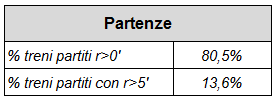 Partenze
% treni partiti r>0' 80,5%
% treni partiti con r>5' 13,6%